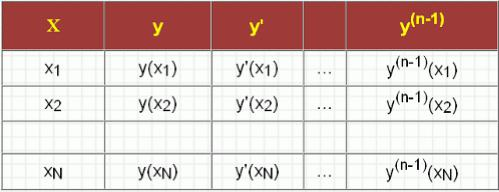 X y y' y(n-1)
x1 y(x1) y'(x1) ... y(n-1)(x1)
x2 y(x2) y'(x2) ... y(n-1)(x2)
xN y(xN) y'(xN) ... y(n-1)(xN)